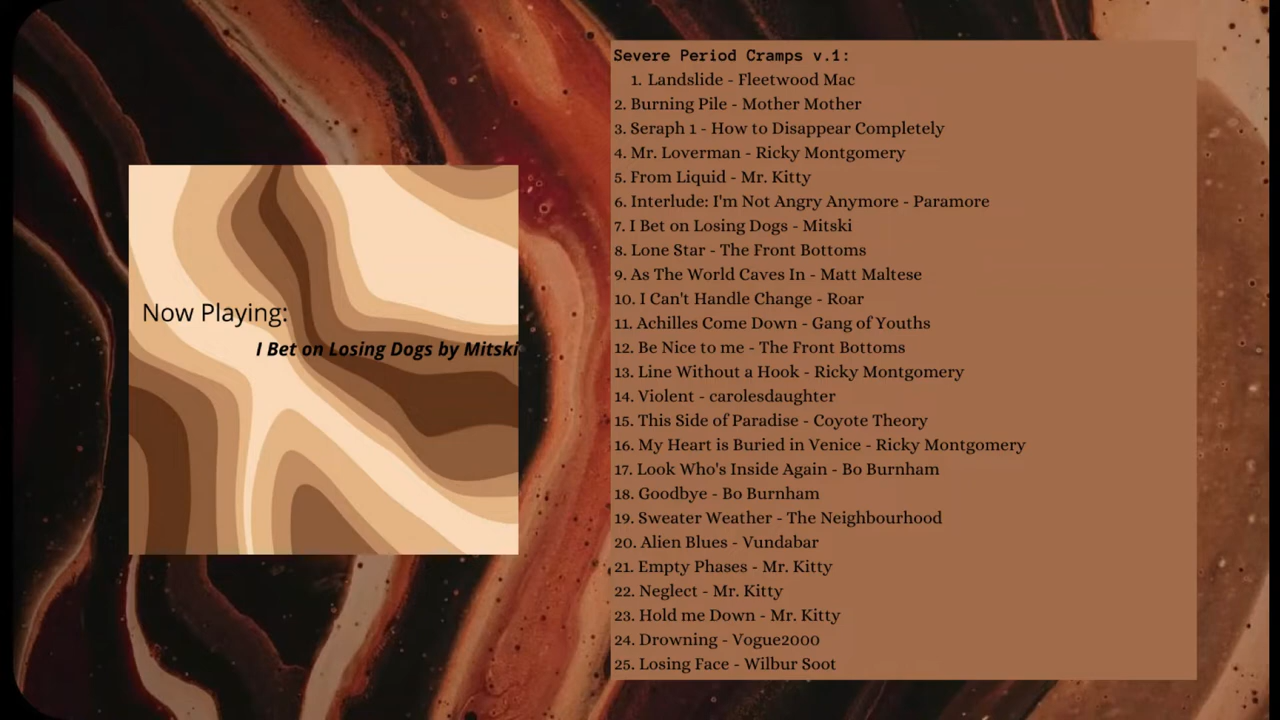 Now Playing:
I Bet on Losing Dogs by Mitski
Severe Period Cramps v.1:
1. Landslide - Fleetwood Mac
2. Burning Pile - Mother Mother
3. Seraph 1 - How to Disappear Completely
4. Mr. Loverman - Ricky Montgomery
5. From Liquid - Mr. Kitty
6. Interlude: I'm Not Angry Anymore - Paramore
7. I Bet on Losing Dogs - Mitski
8. Lone Star - The Front Bottoms
9. As The World Caves In - Matt Maltese
10. I Can't Handle Change - Roar
11. Achilles Come Down - Gang of Youths
12. Be Nice to me - The Front Bottoms
13. Line Without a Hook - Ricky Montgomery
14. Violent - carolesdaughter
15. This Side of Paradise - Coyote Theory
16. My Heart is Buried in Venice - Ricky Montgomery
17. Look Who's Inside Again - Bo Burnham
18. Goodbye - Bo Burnham
19. Sweater Weather - The Neighbourhood
20. Alien Blues - Vundabar
21. Empty Phases - Mr. Kitty
22. Neglect - Mr. Kitty
23. Hold me Down - Mr. Kitty
24. Drowning - Vogue2000
25. Losing Face - Wilbur Soot